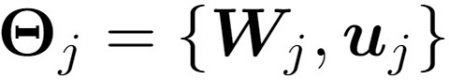 Θ_j = {W_j, u_j}